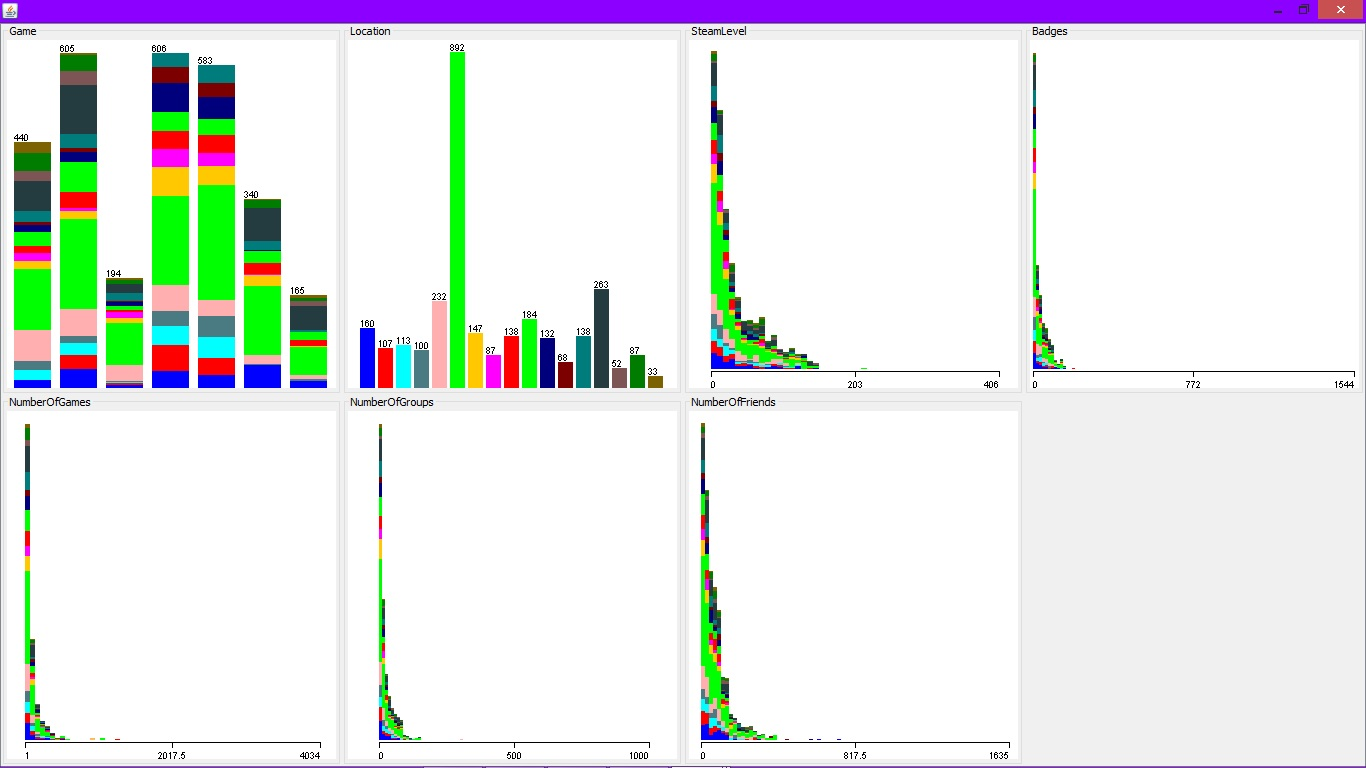 Game
440
605
194
606
583
340
165
Location
160
107
113
100
232
892
147
87
138
184
132
68
138
263
52
87
33
SteamLevel
0 203 406
Badges
0 772 1544
NumberOfGames
1 2017.5 4034
NumberOfGroups
0 500 1000
NumberOfFriends
0 817.5 1635